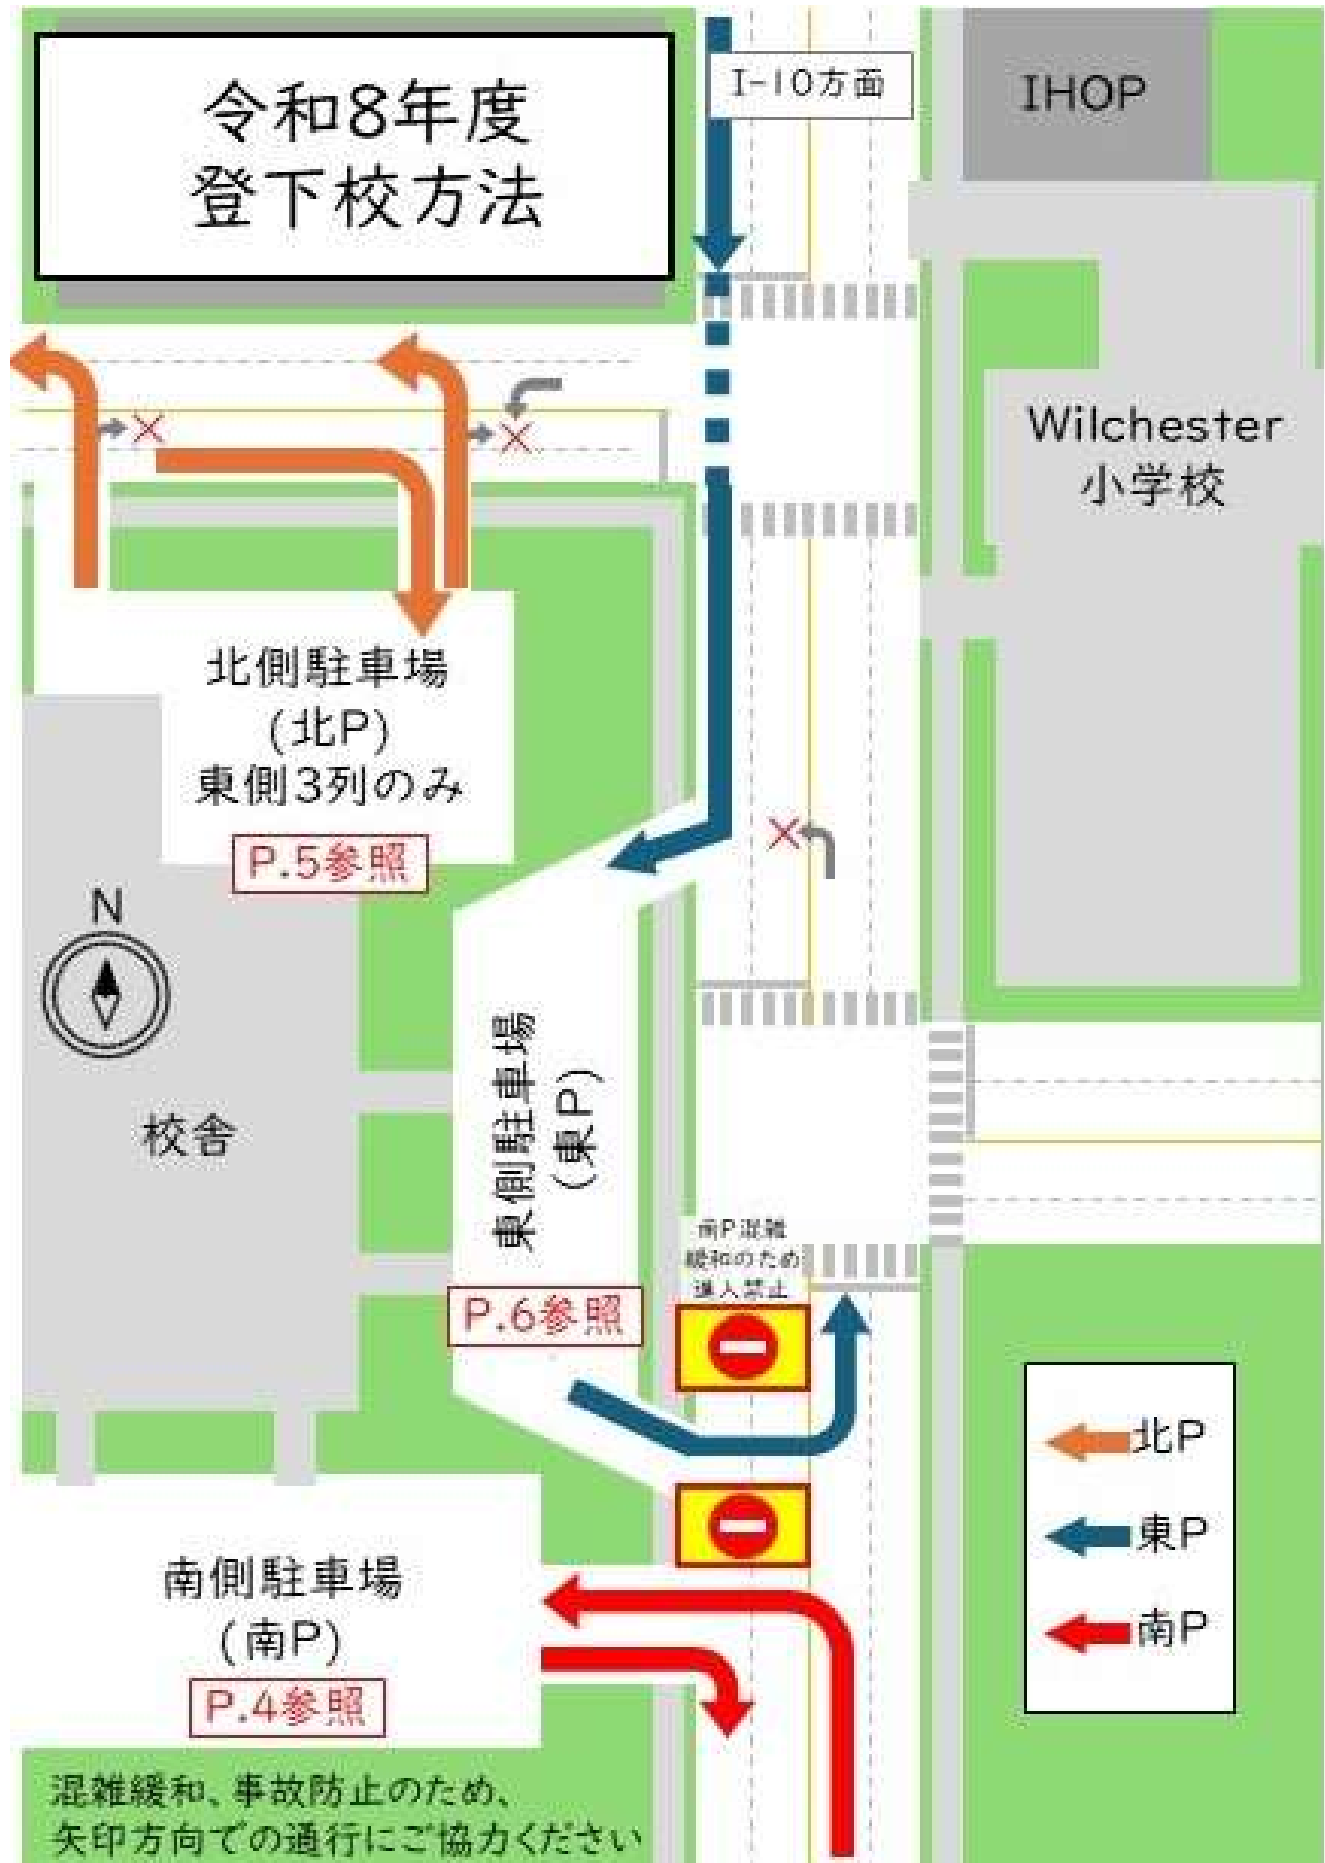 令和8年度
登下校方法
I-10方面
IHOP
Wilchester
小学校
北側駐車場
(北P)
東側3列のみ
P.5参照
N
校舎
東側駐車場
(東P)
南P混雑
緩和のため
進入禁止
P.6参照
北P
東P
南P
南側駐車場
(南P)
P.4参照
混雑緩和、事故防止のため、
矢印方向での通行にご協力ください